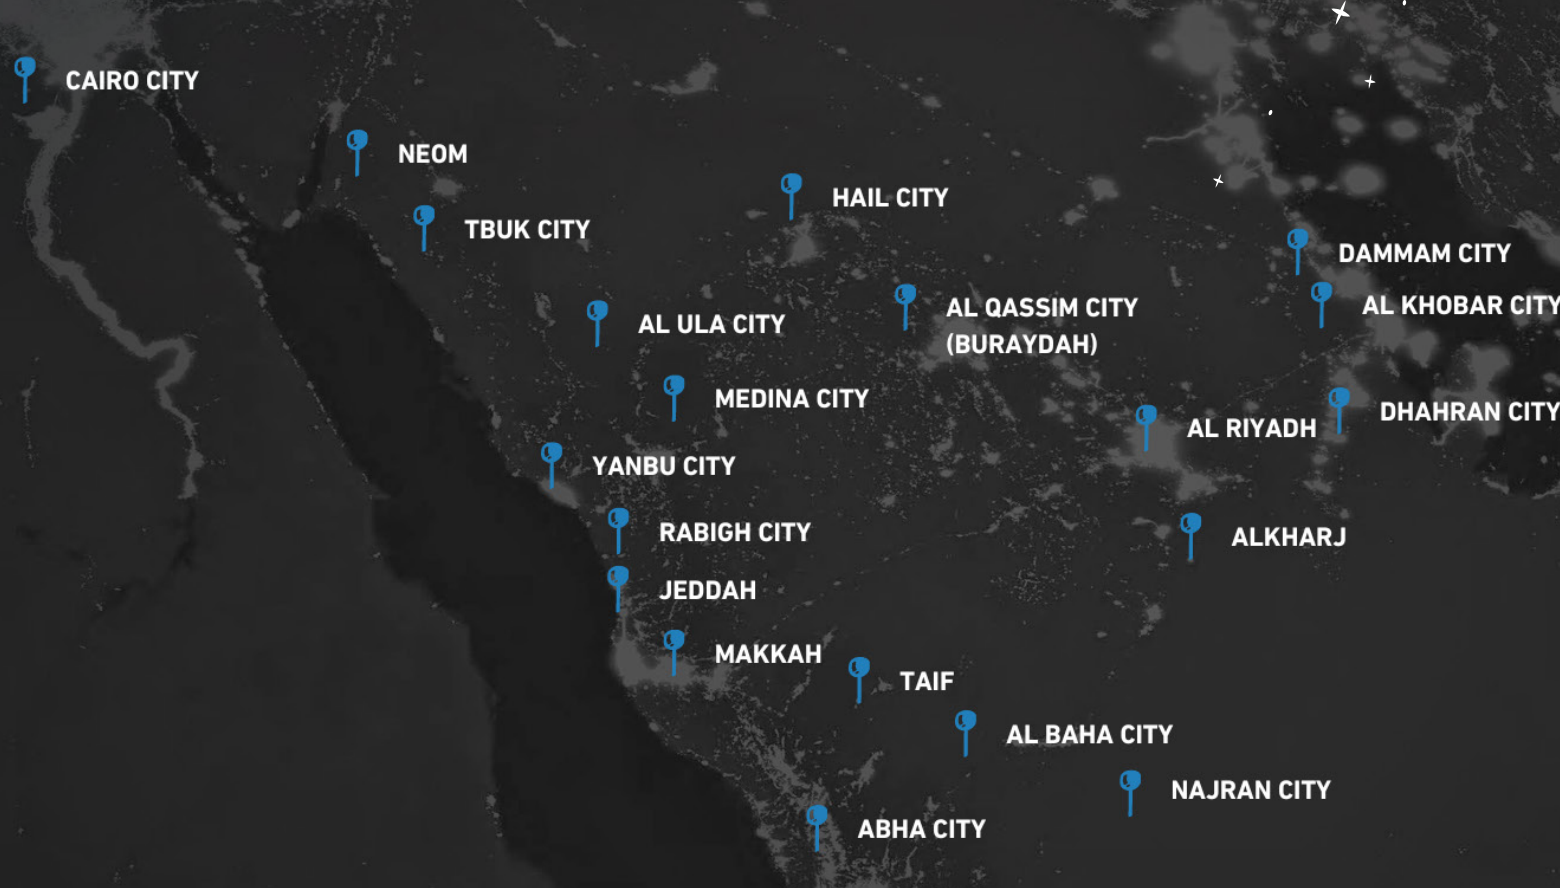 CAIRO CITY
NEOM
HAIL CITY
TBUK CITY
DAMMAM CITY
AL KHOBAR CITY
AL QASSIM CITY
(BURAYDAH)
AL ULA CITY
MEDINA CITY
DHAHRAN CITY
AL RIYADH
YANBU CITY
RABIGH CITY
ALKHARJ
JEDDAH
MAKKAH
TAIF
AL BAHA CITY
NAJRAN CITY
ABHA CITY